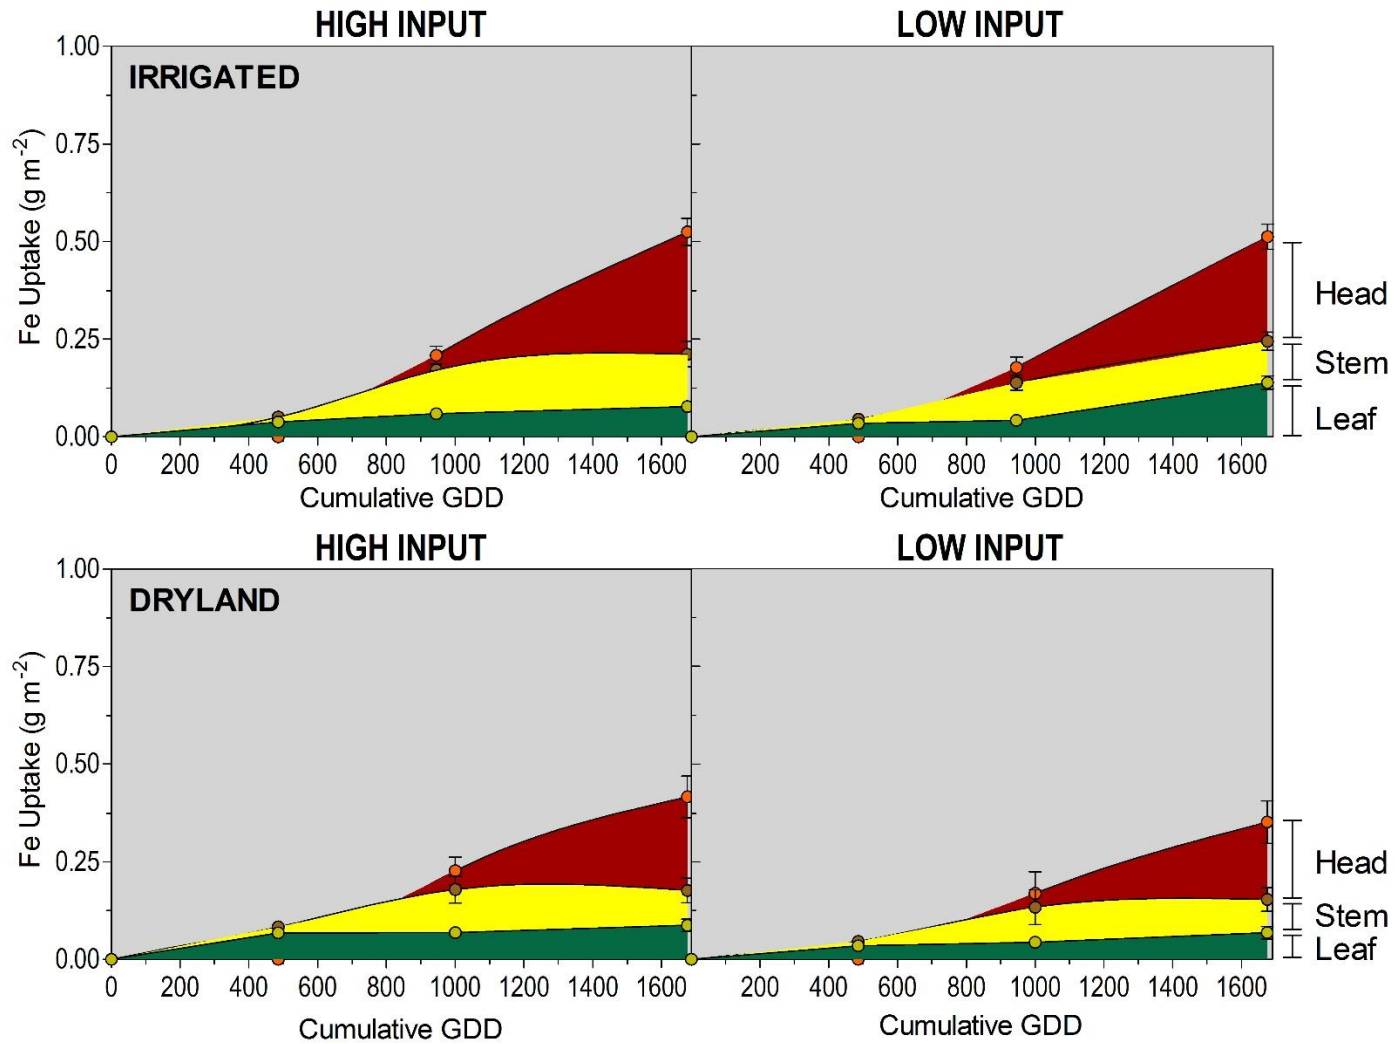 HIGH INPUT LOW INPUT
1.00 IRRIGATED
0.75
0.50
0.25
0.00
Fe Uptake (g m⁻²)
Head
Stem
Leaf
0 200 400 600 800 1000 1200 1400 1600 200 400 600 800 1000 1200 1400 1600
Cumulative GDD Cumulative GDD
HIGH INPUT LOW INPUT
1.00 DRYLAND
0.75
0.50
0.25
0.00
Fe Uptake (g m⁻²)
Head
Stem
Leaf
0 200 400 600 800 1000 1200 1400 1600 200 400 600 800 1000 1200 1400 1600
Cumulative GDD Cumulative GDD